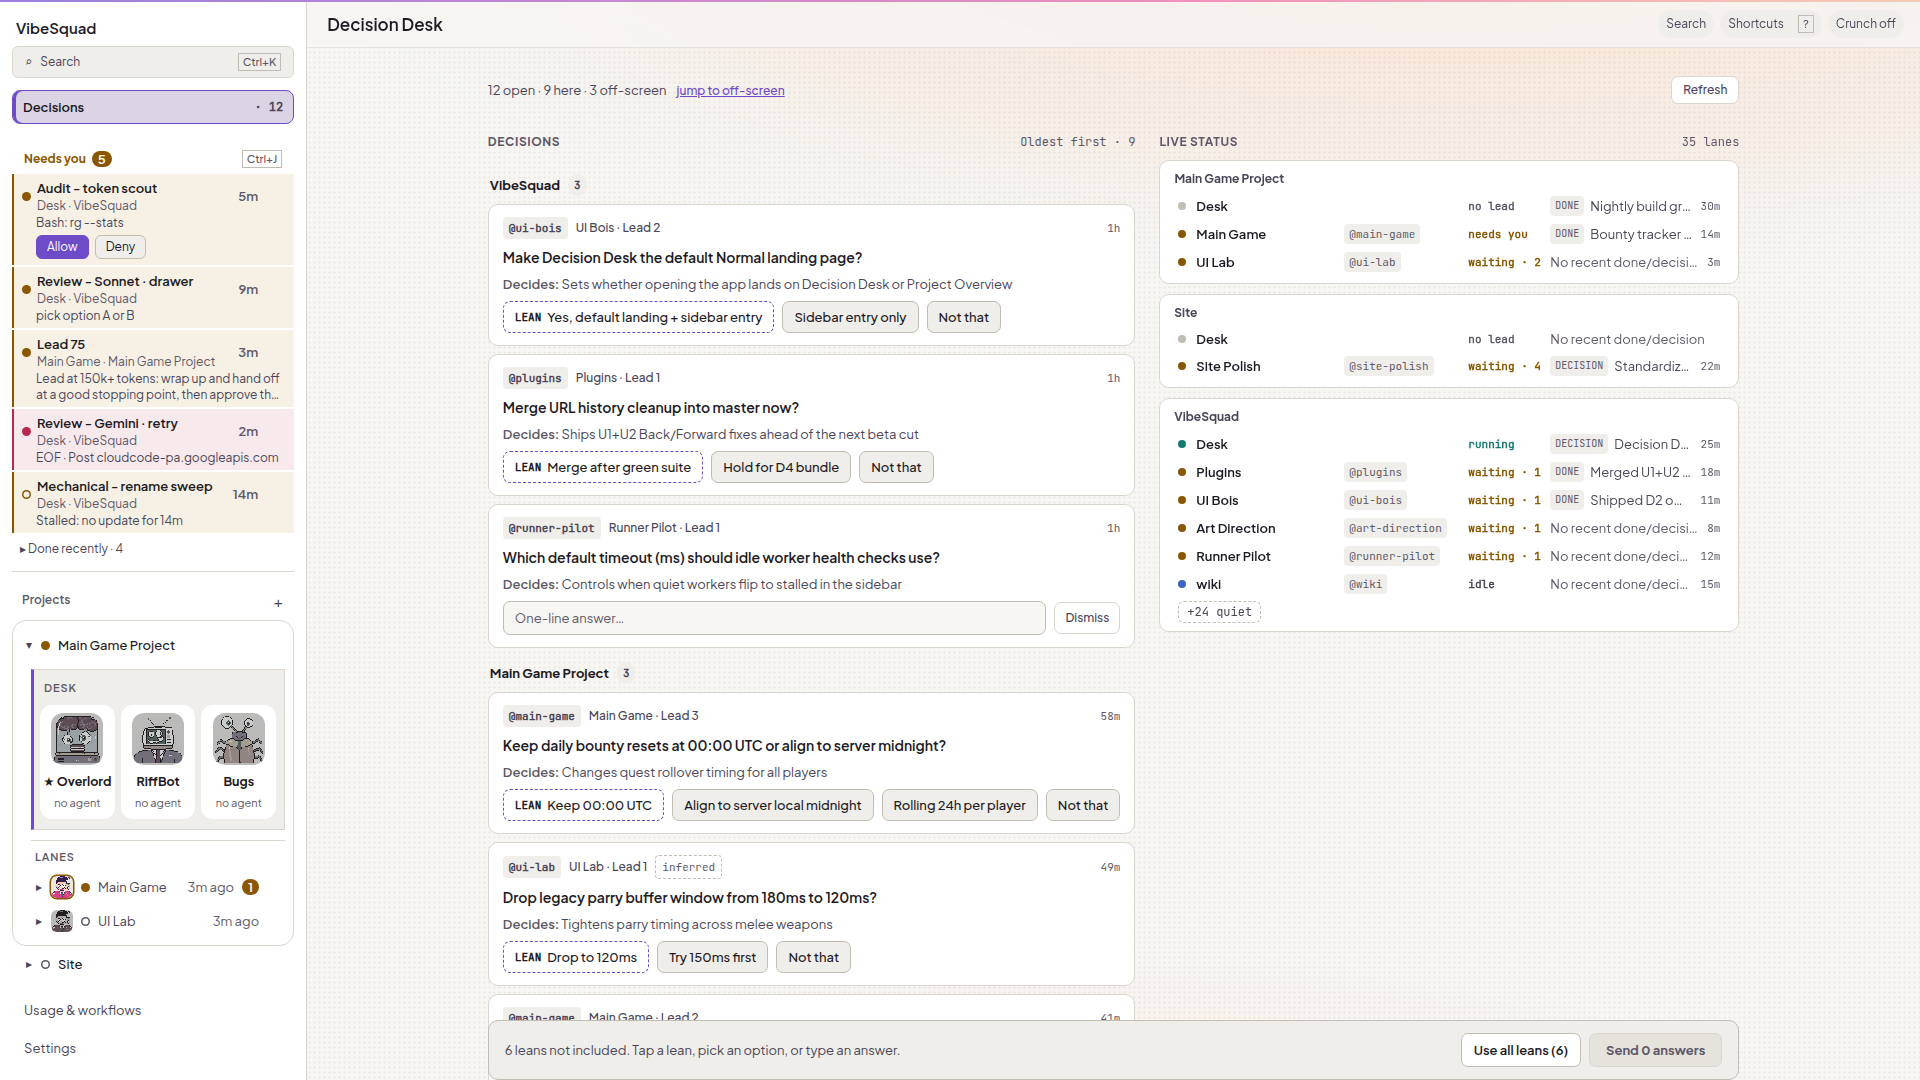 VibeSquad
Search Ctrl+K
Decisions · 12
Needs you 5 Ctrl+J
Audit – token scout 5m
Desk · VibeSquad
Bash: rg --stats
Allow Deny
Review – Sonnet · drawer 9m
Desk · VibeSquad
pick option A or B
Lead 75 3m
Main Game · Main Game Project
Lead at 150k+ tokens: wrap up and hand off
at a good stopping point, then approve th…
Review – Gemini · retry 2m
Desk · VibeSquad
EOF · Post cloudcode-pa.googleapis.com
Mechanical – rename sweep 14m
Desk · VibeSquad
Stalled: no update for 14m
▸ Done recently · 4
Projects +
▾ Main Game Project
DESK
★ Overlord RiffBot Bugs
no agent no agent no agent
LANES
▸ Main Game 3m ago 1
▸ UI Lab 3m ago
▸ Site
Usage & workflows
Settings
Decision Desk
Search Shortcuts ? Crunch off
12 open · 9 here · 3 off-screen jump to off-screen
Refresh
DECISIONS Oldest first · 9
VibeSquad 3
@ui-bois UI Bois · Lead 2 1h
Make Decision Desk the default Normal landing page?
Decides: Sets whether opening the app lands on Decision Desk or Project Overview
LEAN Yes, default landing + sidebar entry Sidebar entry only Not that
@plugins Plugins · Lead 1 1h
Merge URL history cleanup into master now?
Decides: Ships U1+U2 Back/Forward fixes ahead of the next beta cut
LEAN Merge after green suite Hold for D4 bundle Not that
@runner-pilot Runner Pilot · Lead 1 1h
Which default timeout (ms) should idle worker health checks use?
Decides: Controls when quiet workers flip to stalled in the sidebar
One-line answer… Dismiss
Main Game Project 3
@main-game Main Game · Lead 3 58m
Keep daily bounty resets at 00:00 UTC or align to server midnight?
Decides: Changes quest rollover timing for all players
LEAN Keep 00:00 UTC Align to server local midnight Rolling 24h per player Not that
@ui-lab UI Lab · Lead 1 inferred 49m
Drop legacy parry buffer window from 180ms to 120ms?
Decides: Tightens parry timing across melee weapons
LEAN Drop to 120ms Try 150ms first Not that
@main-game Main Game · Lead 2 41m
LIVE STATUS 35 lanes
Main Game Project
Desk no lead DONE Nightly build gr… 30m
Main Game @main-game needs you DONE Bounty tracker … 14m
UI Lab @ui-lab waiting · 2 No recent done/decisi… 3m
Site
Desk no lead No recent done/decision
Site Polish @site-polish waiting · 4 DECISION Standardiz… 22m
VibeSquad
Desk running DECISION Decision D… 25m
Plugins @plugins waiting · 1 DONE Merged U1+U2 … 18m
UI Bois @ui-bois waiting · 1 DONE Shipped D2 o… 11m
Art Direction @art-direction waiting · 1 No recent done/decisi… 8m
Runner Pilot @runner-pilot waiting · 1 No recent done/deci… 12m
wiki @wiki idle No recent done/deci… 15m
+24 quiet
6 leans not included. Tap a lean, pick an option, or type an answer.
Use all leans (6) Send 0 answers